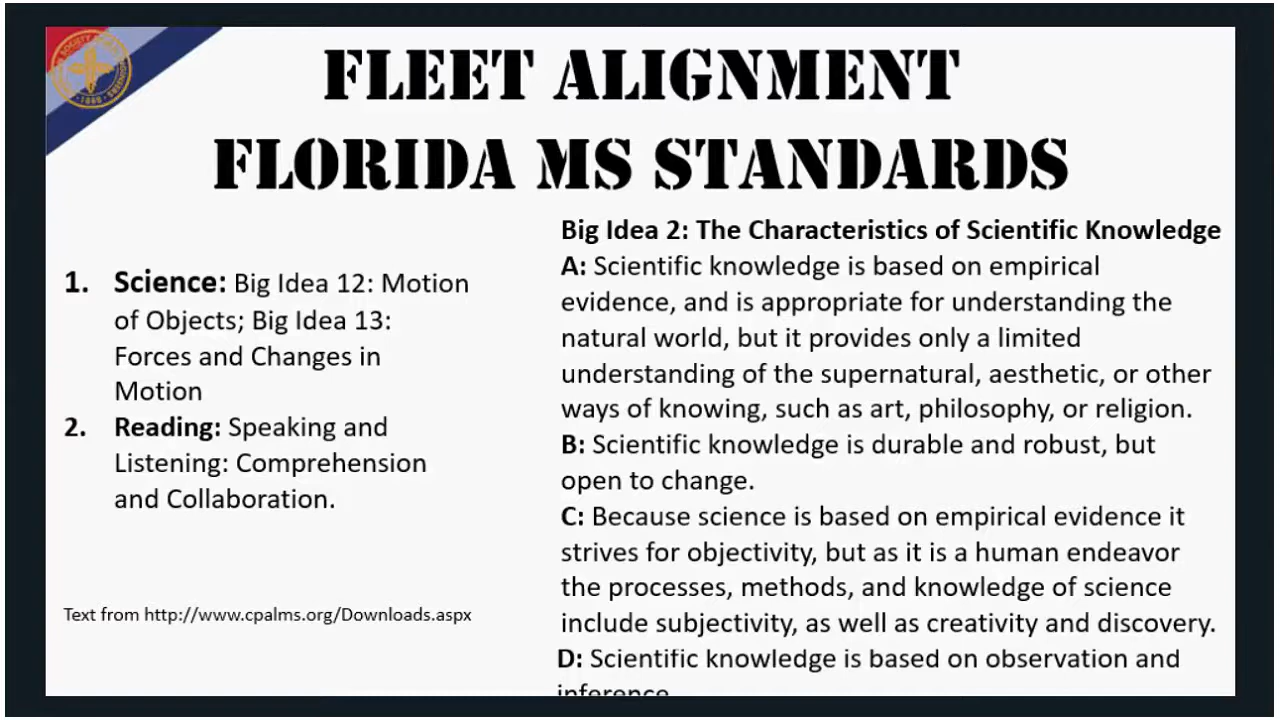 FLEET ALIGNMENT
FLORIDA MS STANDARDS
1. Science: Big Idea 12: Motion
of Objects; Big Idea 13:
Forces and Changes in
Motion
2. Reading: Speaking and
Listening: Comprehension
and Collaboration.
Text from http://www.cpalms.org/Downloads.aspx
Big Idea 2: The Characteristics of Scientific Knowledge
A: Scientific knowledge is based on empirical
evidence, and is appropriate for understanding the
natural world, but it provides only a limited
understanding of the supernatural, aesthetic, or other
ways of knowing, such as art, philosophy, or religion.
B: Scientific knowledge is durable and robust, but
open to change.
C: Because science is based on empirical evidence it
strives for objectivity, but as it is a human endeavor
the processes, methods, and knowledge of science
include subjectivity, as well as creativity and discovery.
D: Scientific knowledge is based on observation and
inference